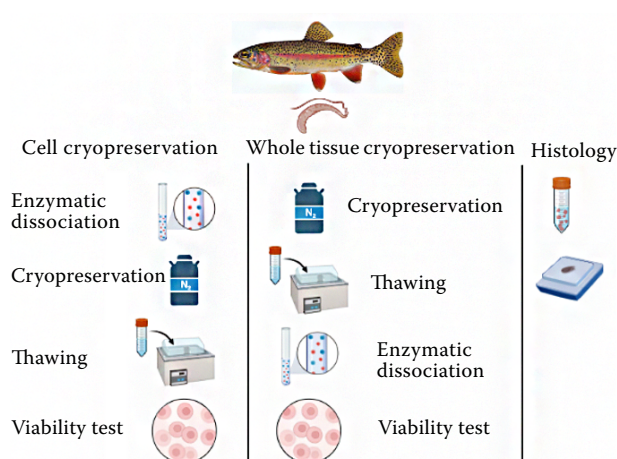 Cell cryopreservation
Whole tissue cryopreservation
Histology
Enzymatic
dissociation
Cryopreservation
N₂
Thawing
Viability test
N₂
Cryopreservation
Thawing
Enzymatic
dissociation
Viability test